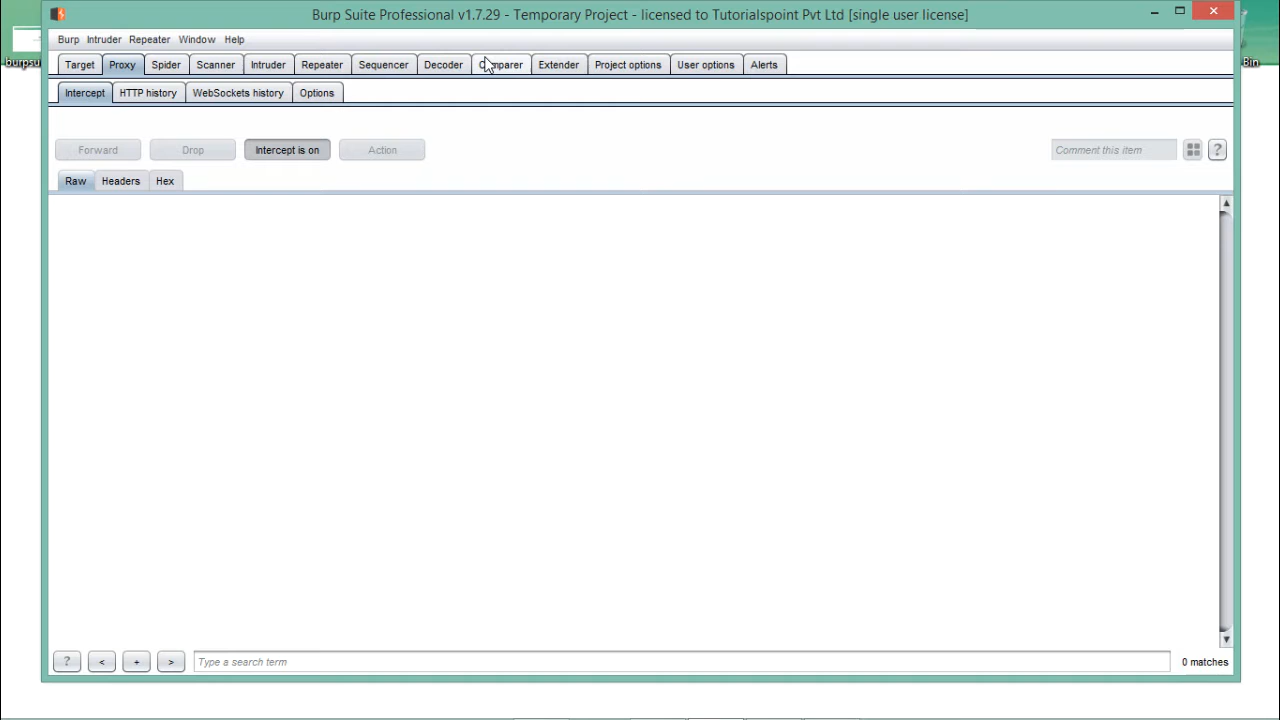 Burp Suite Professional v1.7.29 - Temporary Project - licensed to Tutorialspoint Pvt Ltd [single user license]
Burp Intruder Repeater Window Help
burpsu
Bin
Target Proxy Spider Scanner Intruder Repeater Sequencer Decoder Comparer Extender Project options User options Alerts
Intercept HTTP history WebSockets history Options
Forward Drop Intercept is on Action Comment this item ?
Raw Headers Hex
? < + > Type a search term 0 matches